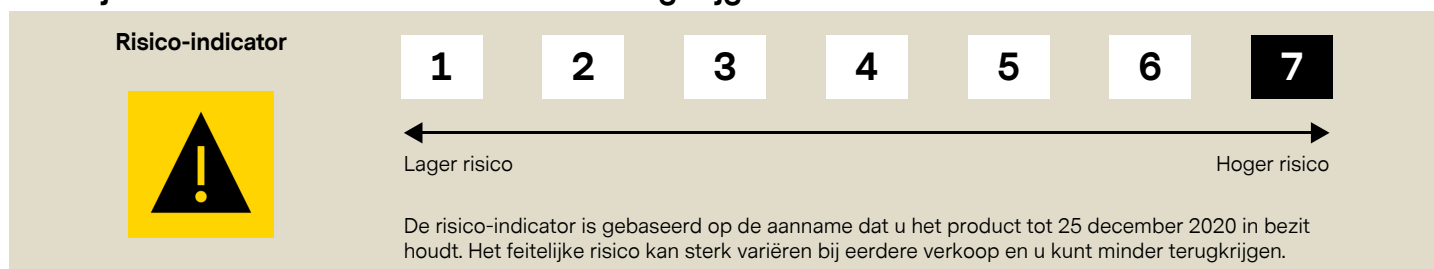 Risico-indicator
1 2 3 4 5 6 7
Lager risico Hoger risico
De risico-indicator is gebaseerd op de aanname dat u het product tot 25 december 2020 in bezit
houdt. Het feitelijke risico kan sterk variëren bij eerdere verkoop en u kunt minder terugkrijgen.